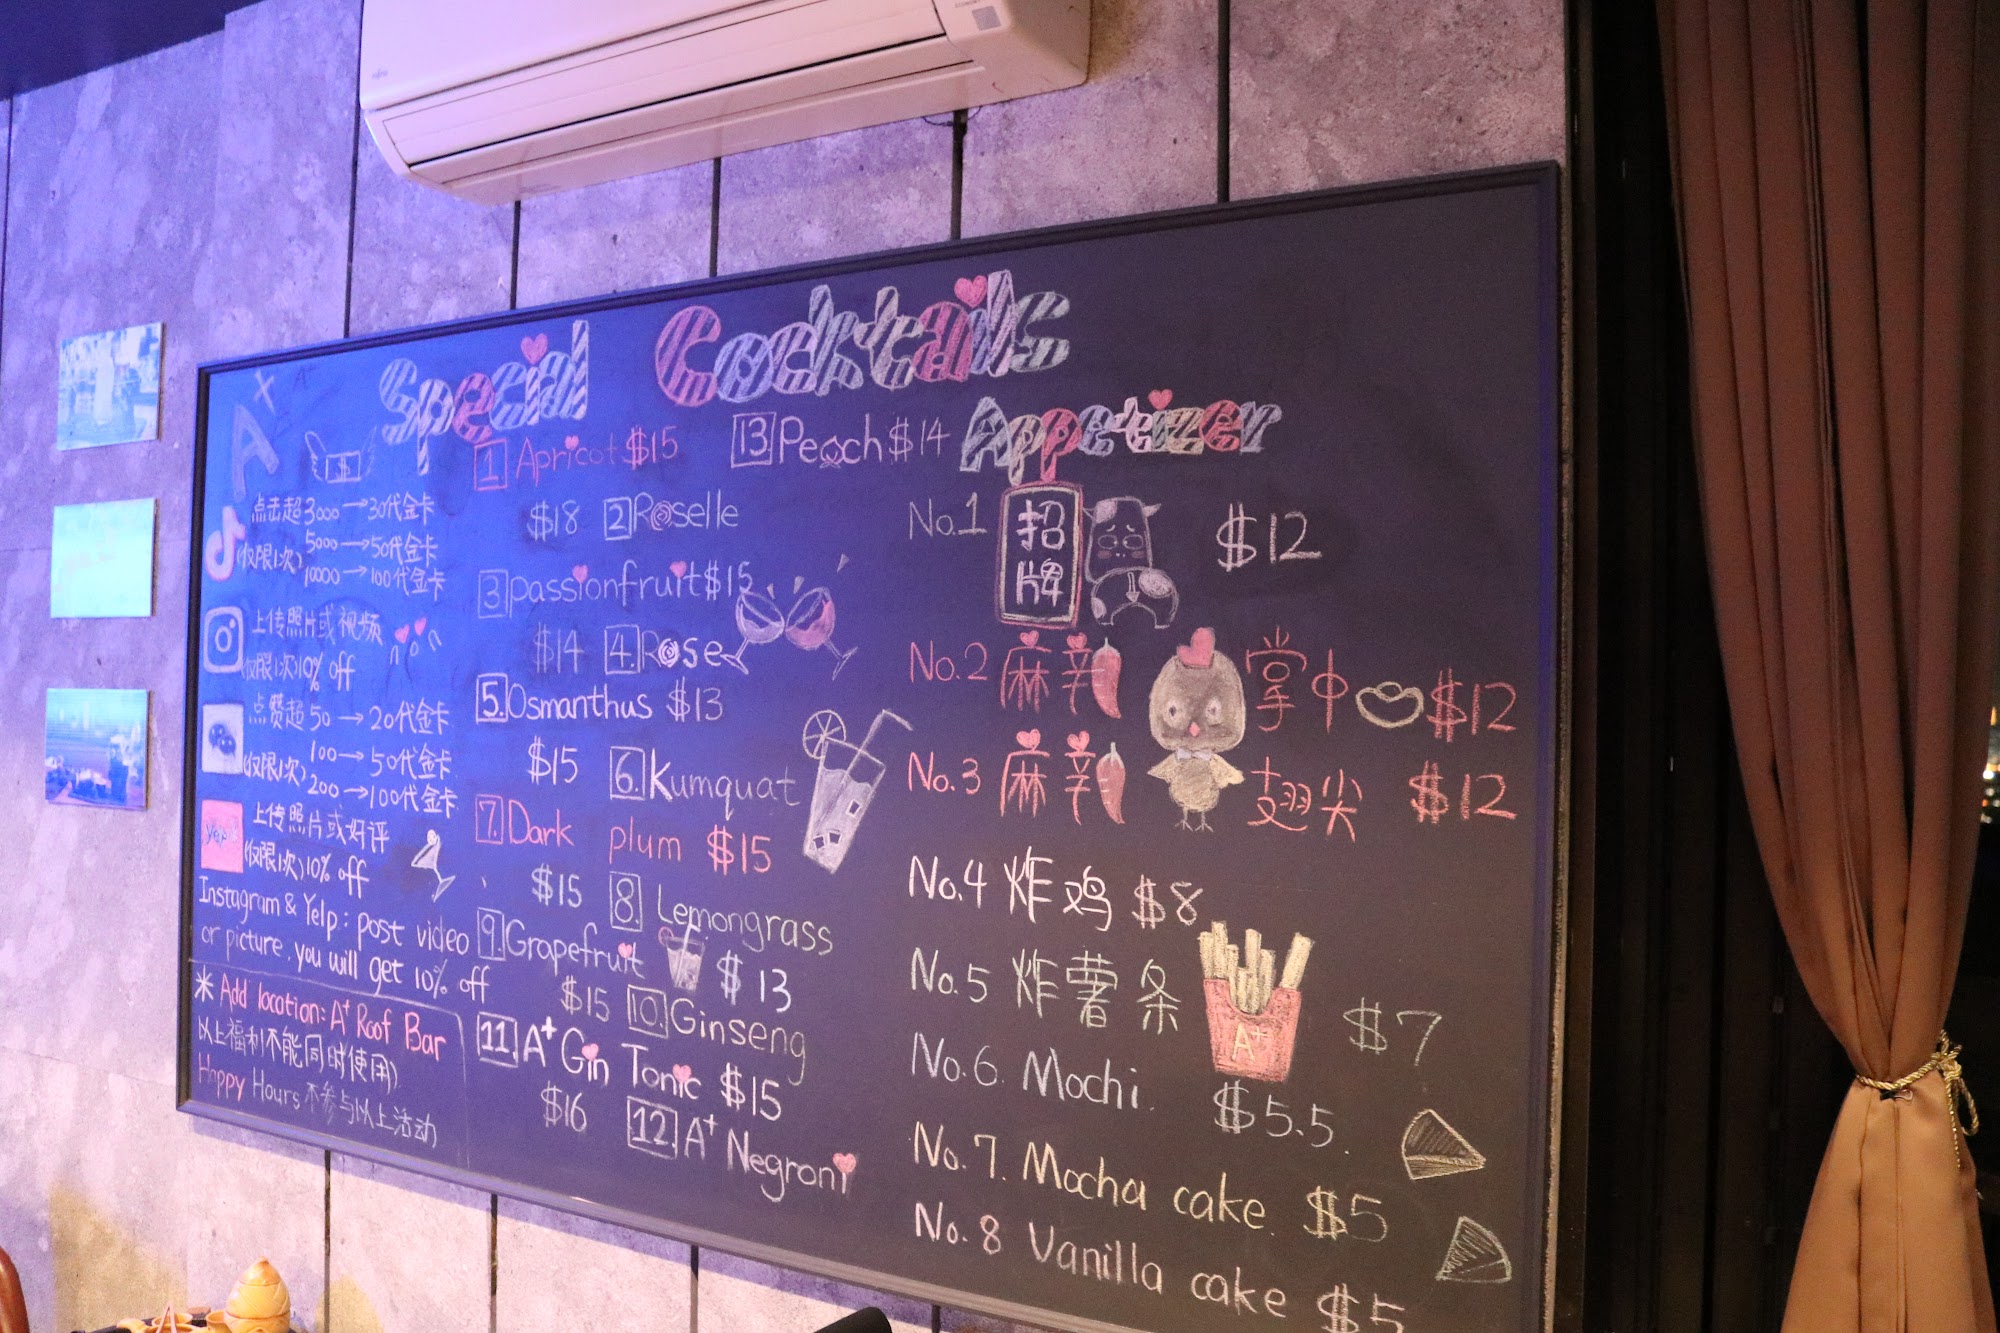 A+
Special Cocktails
点击超3000→30代金卡
5000→50代金卡
(仅限1次)
10000→100代金卡
上传照片或视频
(仅限1次)10% off
点赞超50→20代金卡
100→50代金卡
(仅限1次)
200→100代金卡
yelp
上传照片或好评
(仅限1次)10% off
Instagram & Yelp: post video
or picture, you will get 10% off
* Add location: A+ Roof Bar
以上福利不能同时使用)
Happy Hours不参与以上活动
1. Apricot $15
$18 2 Roselle
3 passionfruit $15
$14 4. Rose
5. Osmanthus $13
$15 6. Kumquat
7. Dark plum $15
$15 8. Lemongrass
9. Grapefruit $13
$15 10. Ginseng
11. A+ Gin Tonic $15
$16 12. A+ Negroni
13 Peach $14
Appetizer
No.1 招牌 $12
No.2 麻辣 掌中 $12
No.3 麻辣 翅尖 $12
No.4 炸鸡 $8
No.5 炸薯条 $7
A+
No.6. Mochi. $5.5.
No.7. Mocha cake. $5
No.8 Vanilla cake $5